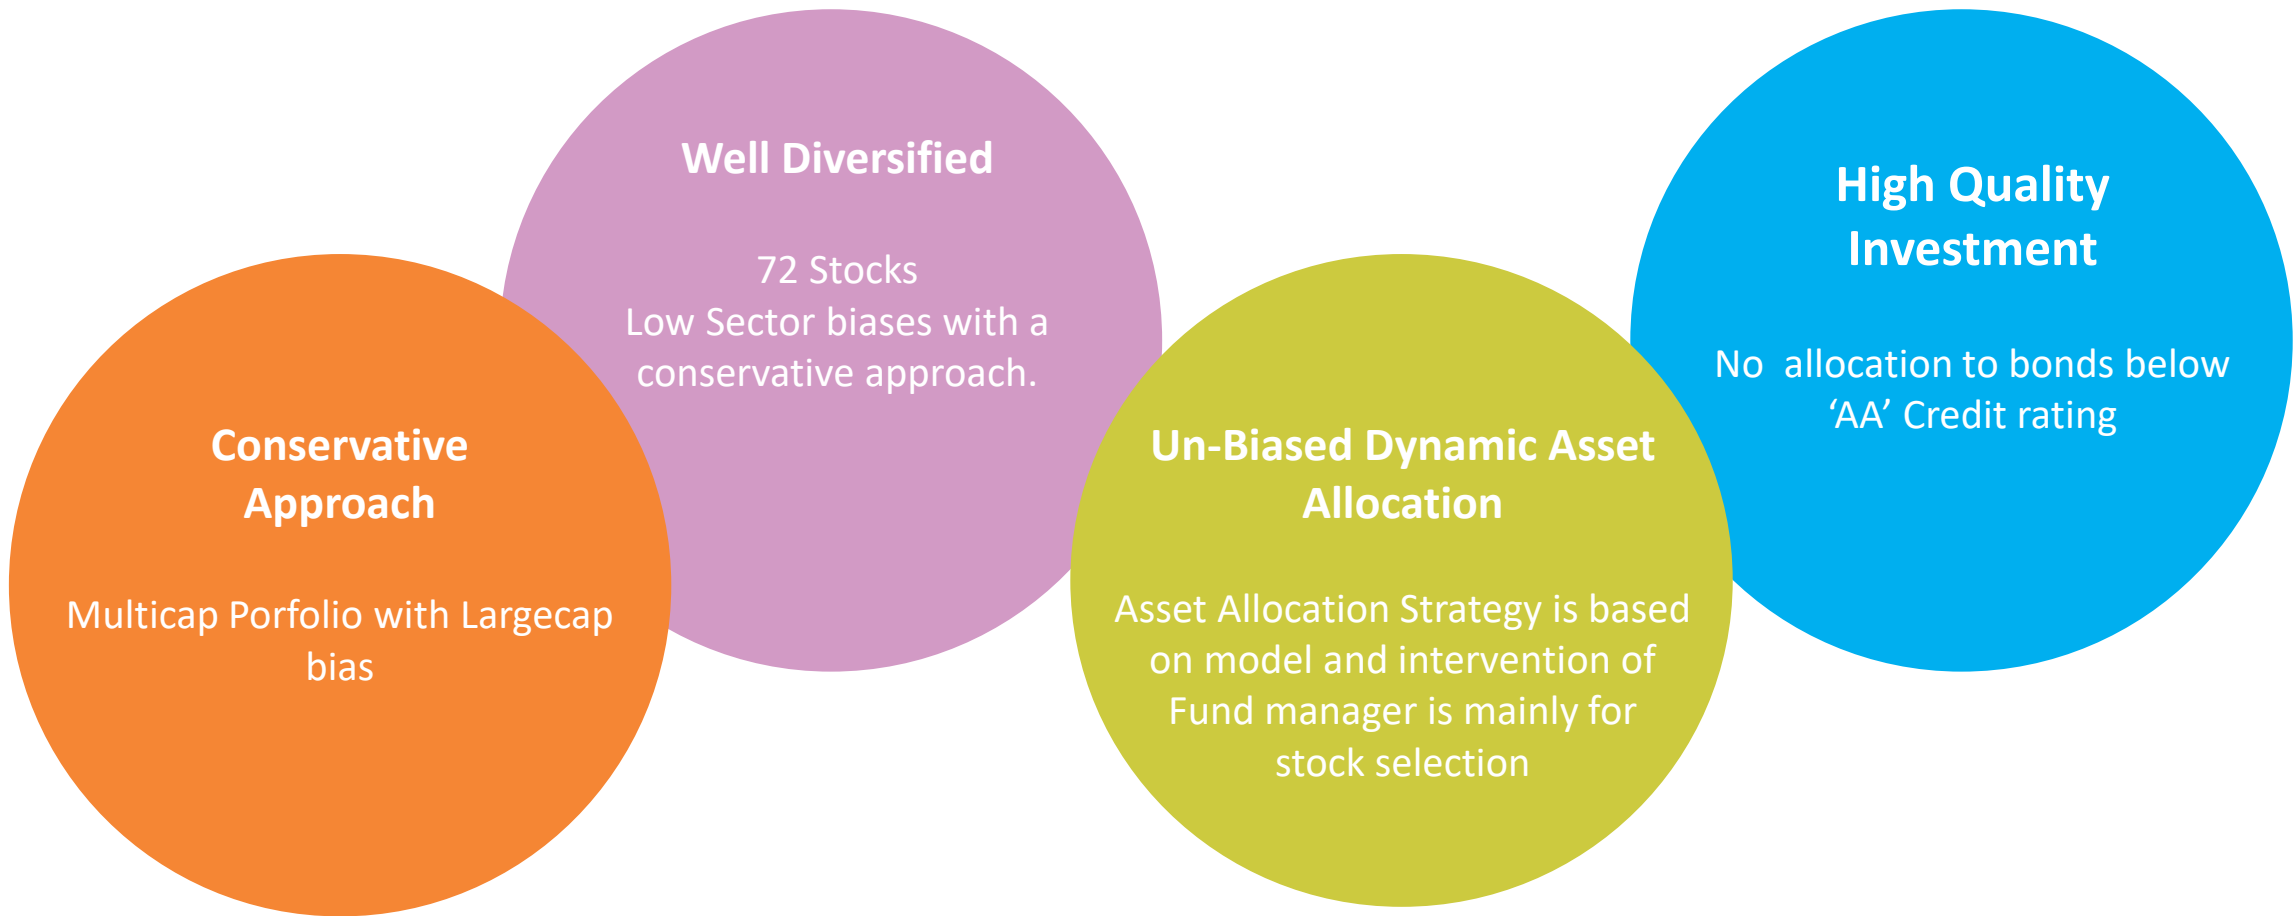 Conservative
Approach
Multicap Porfolio with Largecap
bias
Well Diversified
72 Stocks
Low Sector biases with a
conservative approach.
Un-Biased Dynamic Asset
Allocation
Asset Allocation Strategy is based
on model and intervention of
Fund manager is mainly for
stock selection
High Quality
Investment
No  allocation to bonds below
‘AA’ Credit rating